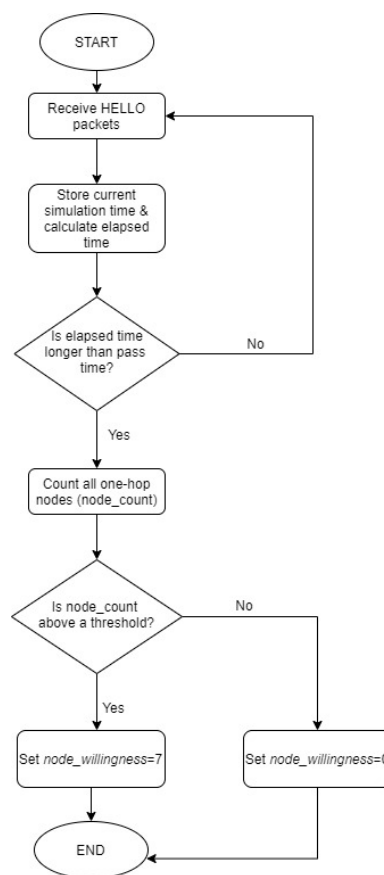 START
Receive HELLO
packets
Store current
simulation time &
calculate elapsed
time
Is elapsed time
longer than pass
time?
No
Yes
Count all one-hop
nodes (node_count)
Is node_count
above a threshold?
No
Yes
Set node_willingness=7
Set node_willingness=0
END